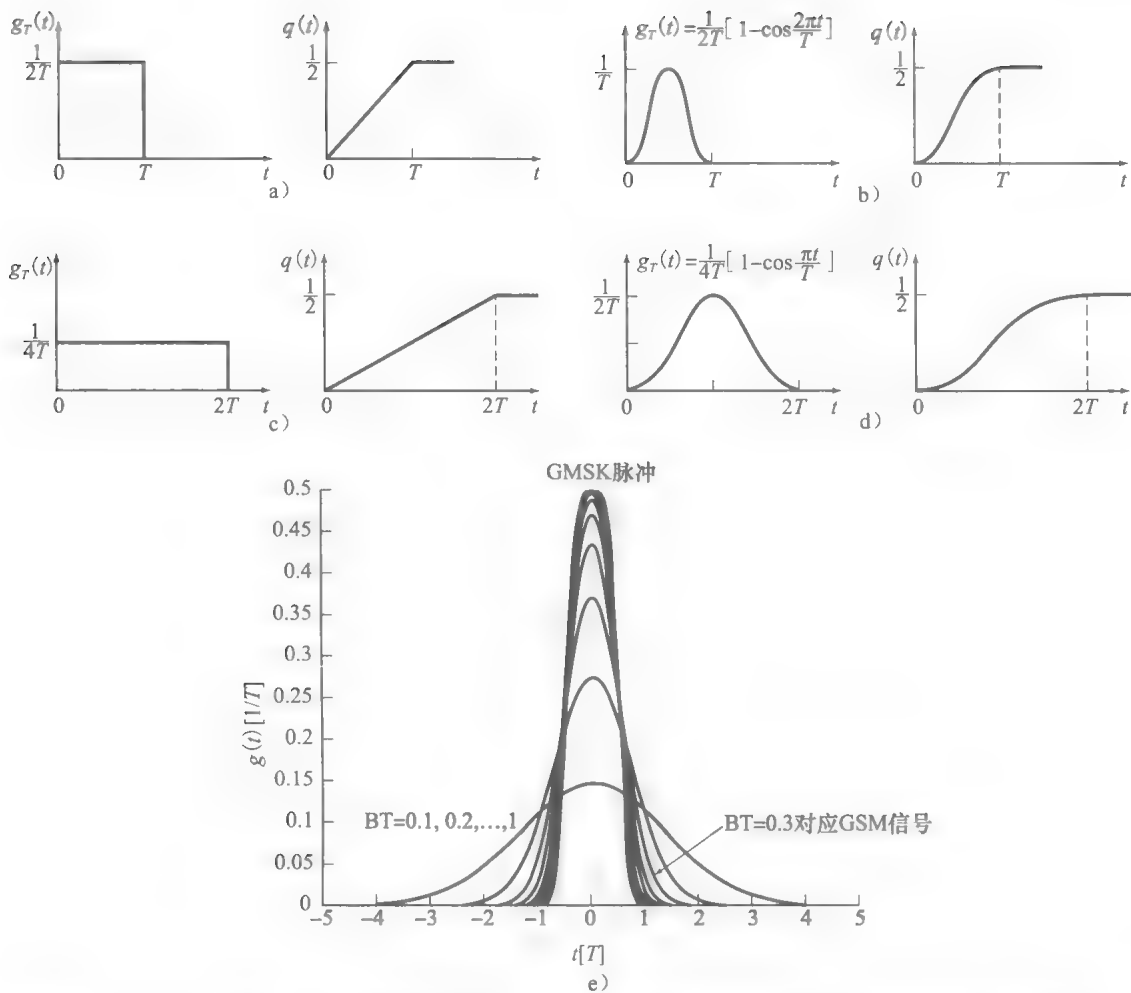 g_T(t)
1/2T
0 T t
q(t)
1/2
0 T t
a)
g_T(t)=1/2T[1-cos2πt/T]
1/T
0 T t
q(t)
1/2
0 T t
b)
g_T(t)
1/4T
0 2T t
q(t)
1/2
0 2T t
c)
g_T(t)=1/4T[1-cosπt/T]
1/2T
0 2T t
q(t)
1/2
0 2T t
d)
GMSK脉冲
0.5
0.45
0.4
0.35
0.3
0.25
0.2
0.15
0.1
0.05
0
g(t)[1/T]
BT=0.1, 0.2,...,1
BT=0.3对应GSM信号
-5 -4 -3 -2 -1 0 1 2 3 4 5
t[T]
e)